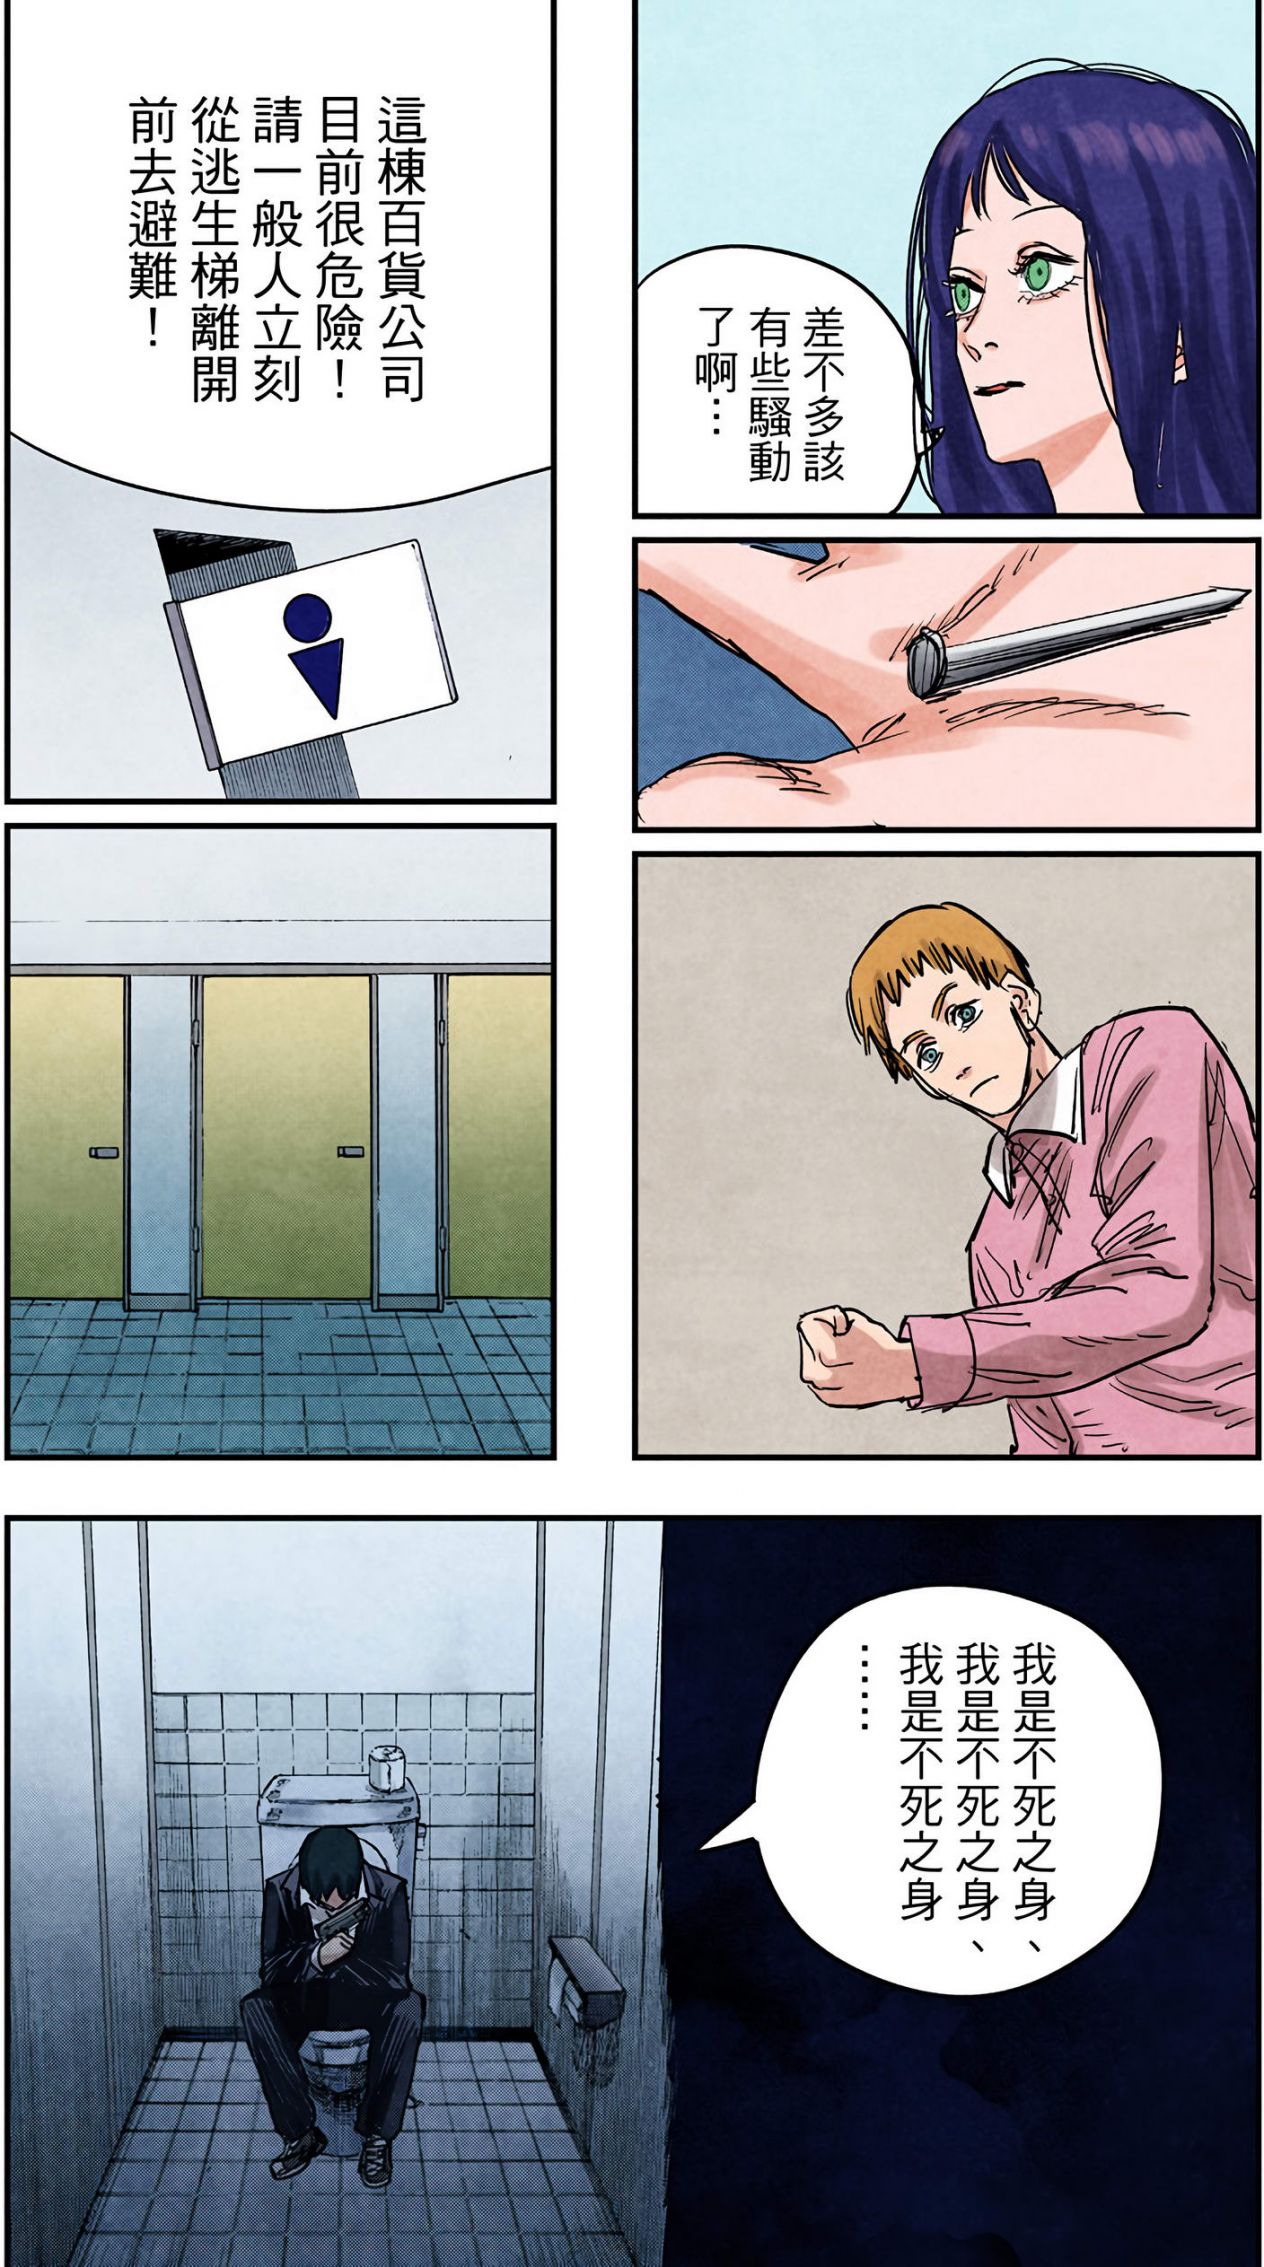 差不多該
有些騷動
了啊⋯
這棟百貨公司
目前很危險！
請一般人立刻
從逃生梯離開
前去避難！
我是不死之身、
我是不死之身、
我是不死之身
⋯⋯